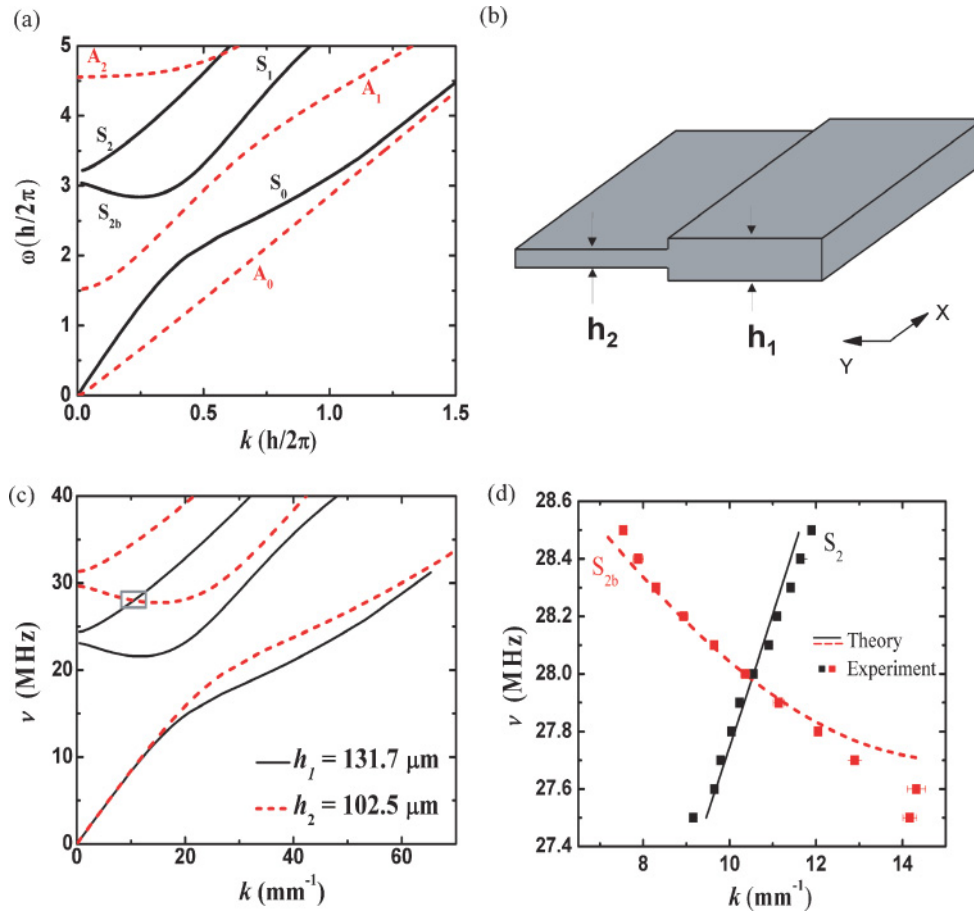 (a)
5
4
3
2
1
0
ω (h/2π)
A₂
S₂
S₁
A₁
S₀
S₂b
A₀
0.0 0.5 1.0 1.5
k (h/2π)
(b)
h₂
h₁
X
Y
(c)
40
30
20
10
0
ν (MHz)
h₁ = 131.7 μm
h₂ = 102.5 μm
0 20 40 60
k (mm⁻¹)
(d)
28.6
28.4
28.2
28.0
27.8
27.6
27.4
ν (MHz)
S₂b
S₂
Theory
Experiment
8 10 12 14
k (mm⁻¹)